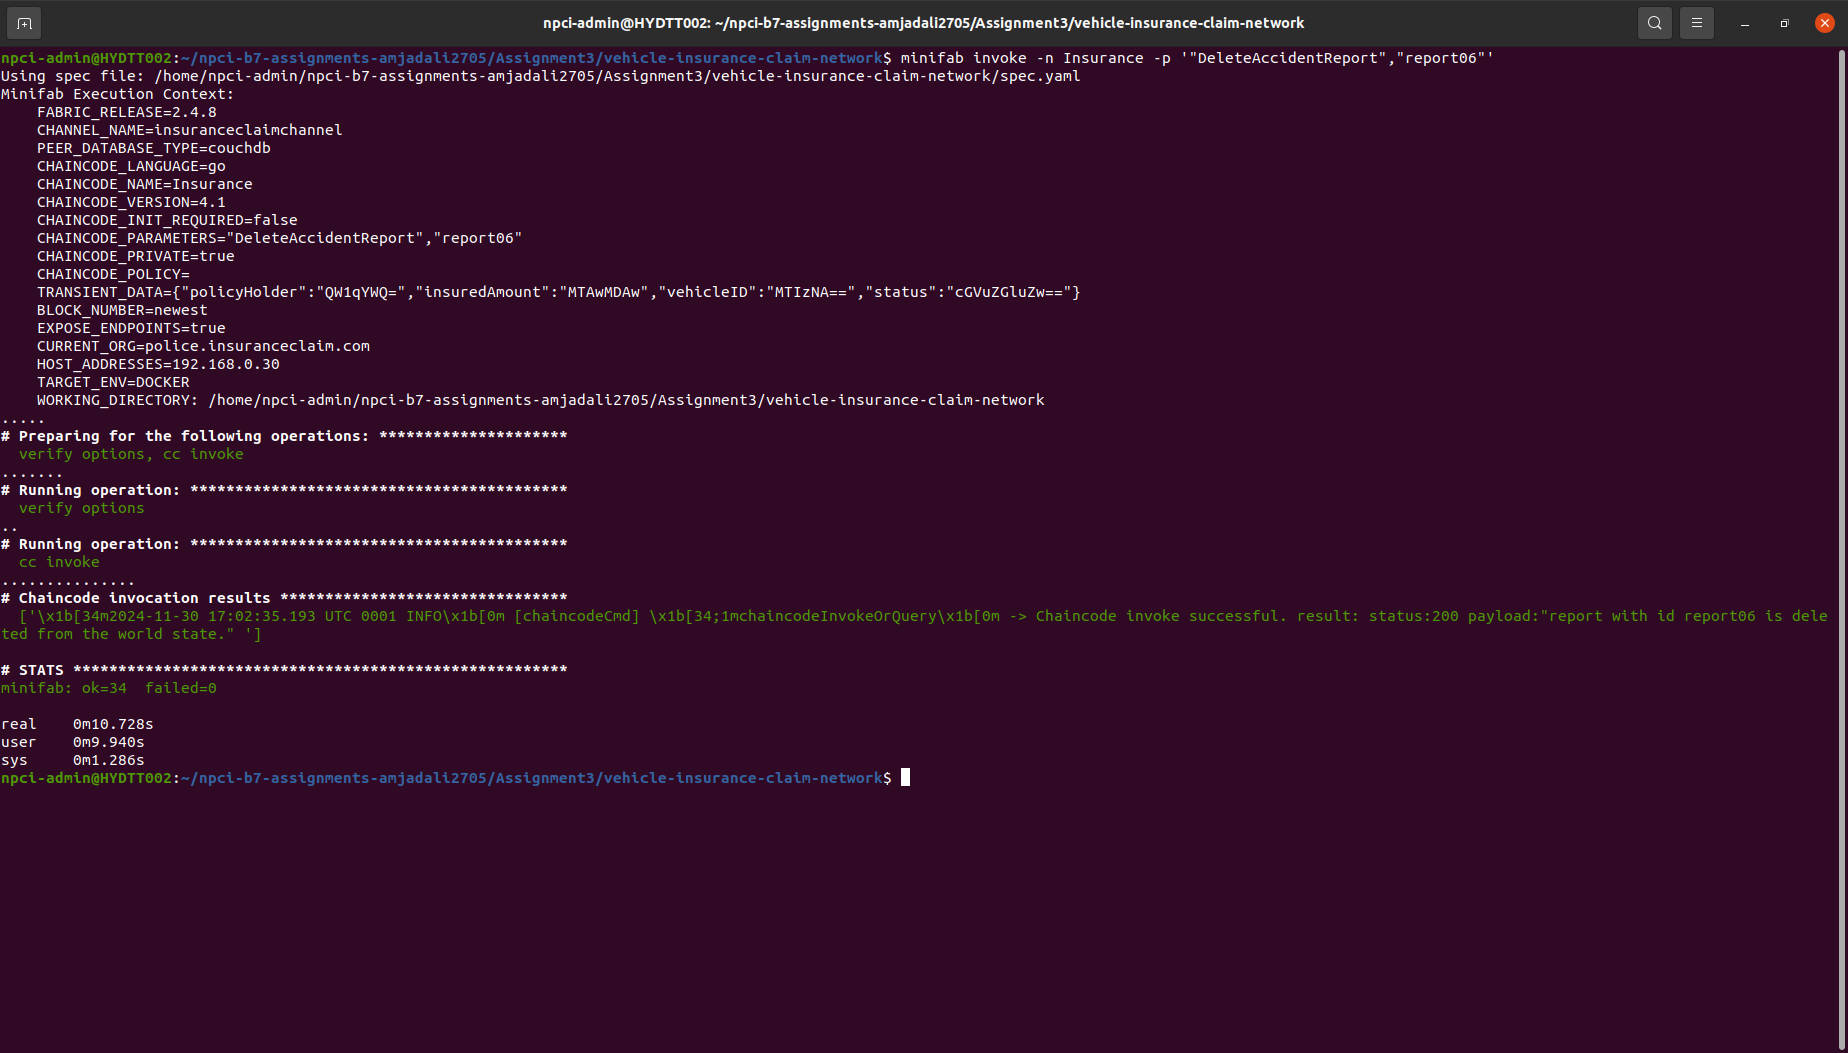 npci-admin@HYDTT002: ~/npci-b7-assignments-amjadali2705/Assignment3/vehicle-insurance-claim-network
npci-admin@HYDTT002:~/npci-b7-assignments-amjadali2705/Assignment3/vehicle-insurance-claim-network$ minifab invoke -n Insurance -p '"DeleteAccidentReport","report06"'
Using spec file: /home/npci-admin/npci-b7-assignments-amjadali2705/Assignment3/vehicle-insurance-claim-network/spec.yaml
Minifab Execution Context:
    FABRIC_RELEASE=2.4.8
    CHANNEL_NAME=insuranceclaimchannel
    PEER_DATABASE_TYPE=couchdb
    CHAINCODE_LANGUAGE=go
    CHAINCODE_NAME=Insurance
    CHAINCODE_VERSION=4.1
    CHAINCODE_INIT_REQUIRED=false
    CHAINCODE_PARAMETERS="DeleteAccidentReport","report06"
    CHAINCODE_PRIVATE=true
    CHAINCODE_POLICY=
    TRANSIENT_DATA={"policyHolder":"QW1qYWQ=","insuredAmount":"MTAwMDAw","vehicleID":"MTIzNA==","status":"cGVuZGluZw=="}
    BLOCK_NUMBER=newest
    EXPOSE_ENDPOINTS=true
    CURRENT_ORG=police.insuranceclaim.com
    HOST_ADDRESSES=192.168.0.30
    TARGET_ENV=DOCKER
    WORKING_DIRECTORY: /home/npci-admin/npci-b7-assignments-amjadali2705/Assignment3/vehicle-insurance-claim-network
.....
# Preparing for the following operations: *********************
  verify options, cc invoke
.......
# Running operation: ******************************************
  verify options
..
# Running operation: ******************************************
  cc invoke
...............
# Chaincode invocation results ********************************
  ['\x1b[34m2024-11-30 17:02:35.193 UTC 0001 INFO\x1b[0m [chaincodeCmd] \x1b[34;1mchaincodeInvokeOrQuery\x1b[0m -> Chaincode invoke successful. result: status:200 payload:"report with id report06 is dele
ted from the world state." ']
# STATS *******************************************************
minifab: ok=34  failed=0
real    0m10.728s
user    0m9.940s
sys     0m1.286s
npci-admin@HYDTT002:~/npci-b7-assignments-amjadali2705/Assignment3/vehicle-insurance-claim-network$